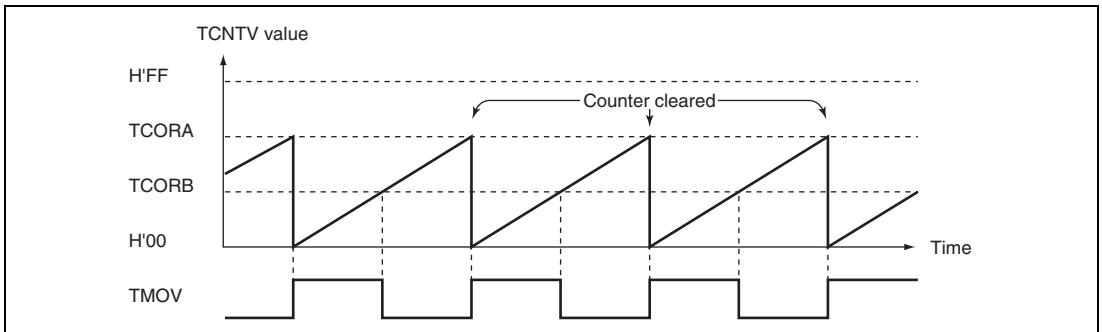 TCNTV value
H'FF
Counter cleared
TCORA
TCORB
H'00
Time
TMOV